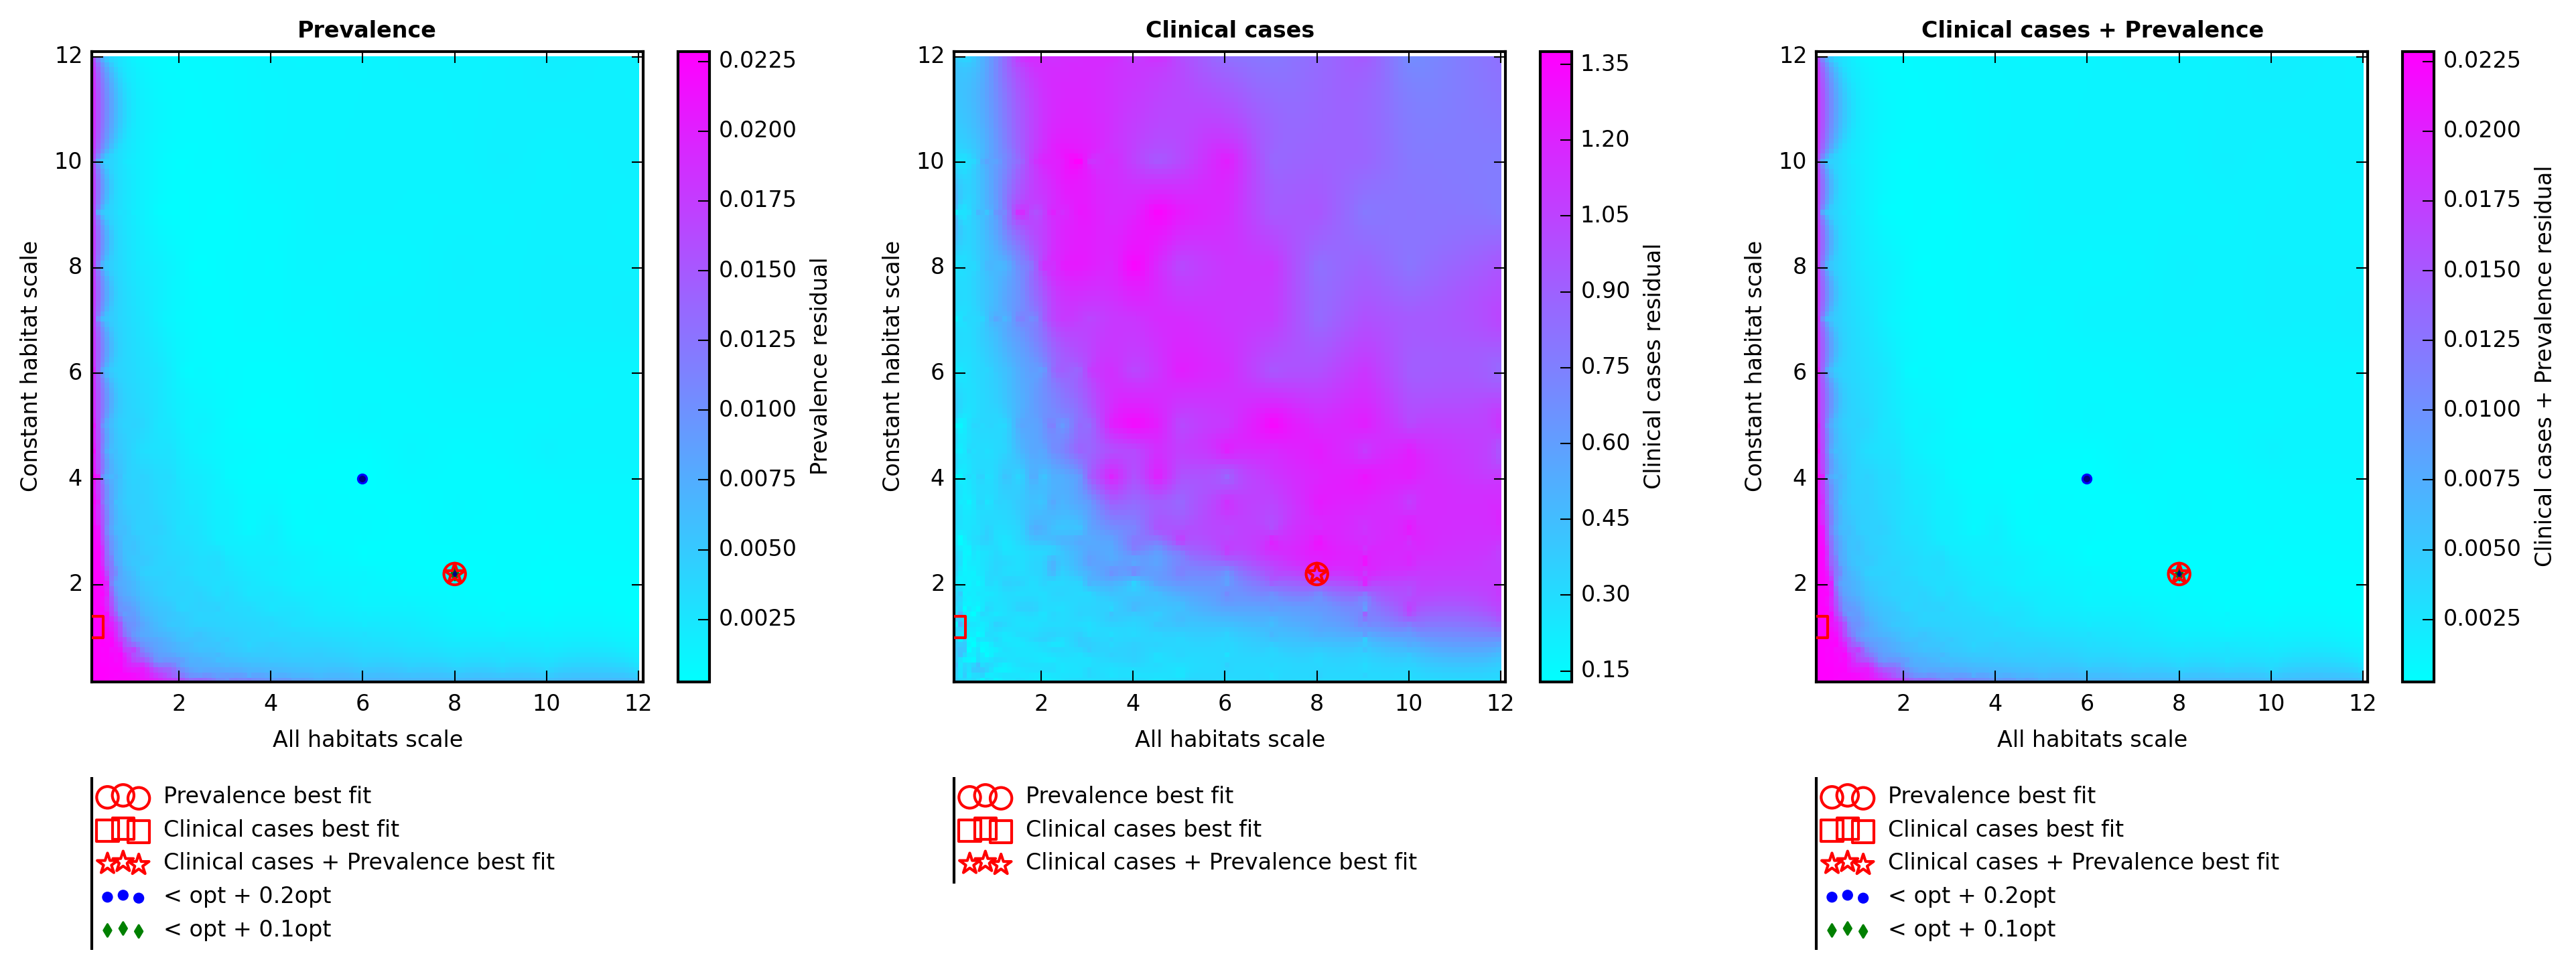 Prevalence
12
10
8
6
4
2
Constant habitat scale
2 4 6 8 10 12
All habitats scale
0.0225
0.0200
0.0175
0.0150
0.0125
0.0100
0.0075
0.0050
0.0025
Prevalence residual
Prevalence best fit
Clinical cases best fit
Clinical cases + Prevalence best fit
< opt + 0.2opt
< opt + 0.1opt
Clinical cases
12
10
8
6
4
2
Constant habitat scale
2 4 6 8 10 12
All habitats scale
1.35
1.20
1.05
0.90
0.75
0.60
0.45
0.30
0.15
Clinical cases residual
Prevalence best fit
Clinical cases best fit
Clinical cases + Prevalence best fit
Clinical cases + Prevalence
12
10
8
6
4
2
Constant habitat scale
2 4 6 8 10 12
All habitats scale
0.0225
0.0200
0.0175
0.0150
0.0125
0.0100
0.0075
0.0050
0.0025
Clinical cases + Prevalence residual
Prevalence best fit
Clinical cases best fit
Clinical cases + Prevalence best fit
< opt + 0.2opt
< opt + 0.1opt